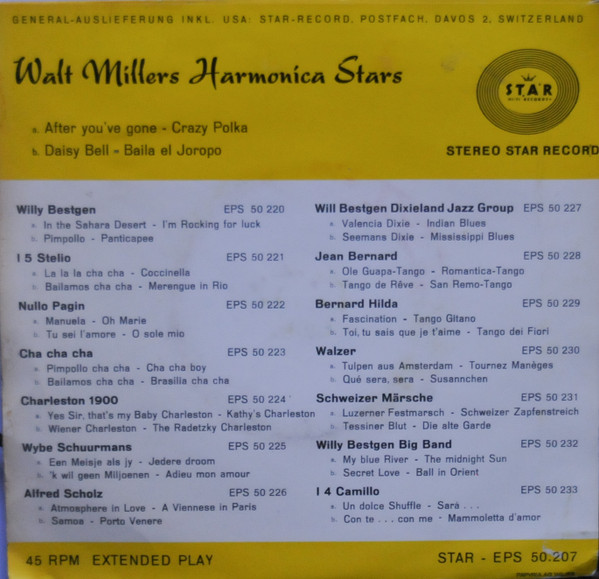 GENERAL-AUSLIEFERUNG INKL. USA: STAR-RECORD, POSTFACH, DAVOS 2, SWITZERLAND
Walt Millers Harmonica Stars
STAR
RECORDS
a. After you've gone - Crazy Polka
b. Daisy Bell - Baila el Joropo
STEREO STAR RECORD
Willy Bestgen EPS 50 220
a. In the Sahara Desert - I'm Rocking for luck
b. Pimpollo - Panticapee
I 5 Stelio EPS 50 221
a. La la la cha cha - Coccinella
b. Bailamos cha cha - Merengue in Rio
Nullo Pagin EPS 50 222
a. Manuela - Oh Marie
b. Tu sei l'amore - O sole mio
Cha cha cha EPS 50 223
a. Pimpollo cha cha - Cha cha boy
b. Bailamos cha cha - Brasilia cha cha
Charleston 1900 EPS 50 224
a. Yes Sir, that's my Baby Charleston - Kathy's Charleston
b. Wiener Charleston - The Radetzky Charleston
Wybe Schuurmans EPS 50 225
a. Een Meisje als jy - Jedere droom
b. 'k wil geen Miljoenen - Adieu mon amour
Alfred Scholz EPS 50 226
a. Atmosphere in Love - A Viennese in Paris
b. Samoa - Porto Venere
Will Bestgen Dixieland Jazz Group EPS 50 227
a. Valencia Dixie - Indian Blues
b. Seemans Dixie - Mississippi Blues
Jean Bernard EPS 50 228
a. Ole Guapa-Tango - Romantica-Tango
b. Tango de Rêve - San Remo-Tango
Bernard Hilda EPS 50 229
a. Fascination - Tango Gitano
b. Toi, tu sais que je t'aime - Tango dei Fiori
Walzer EPS 50 230
a. Tulpen aus Amsterdam - Tournez Manèges
b. Qué sera, sera - Susannchen
Schweizer Märsche EPS 50 231
a. Luzerner Festmarsch - Schweizer Zapfenstreich
b. Tessiner Blut - Die alte Garde
Willy Bestgen Big Band EPS 50 232
a. My blue River - The midnight Sun
b. Secret Love - Ball in Orient
I 4 Camillo EPS 50 233
a. Un dolce Shuffle - Sarà . . .
b. Con te . . . con me - Mammoletta d'amor
45 RPM EXTENDED PLAY
STAR - EPS 50.207